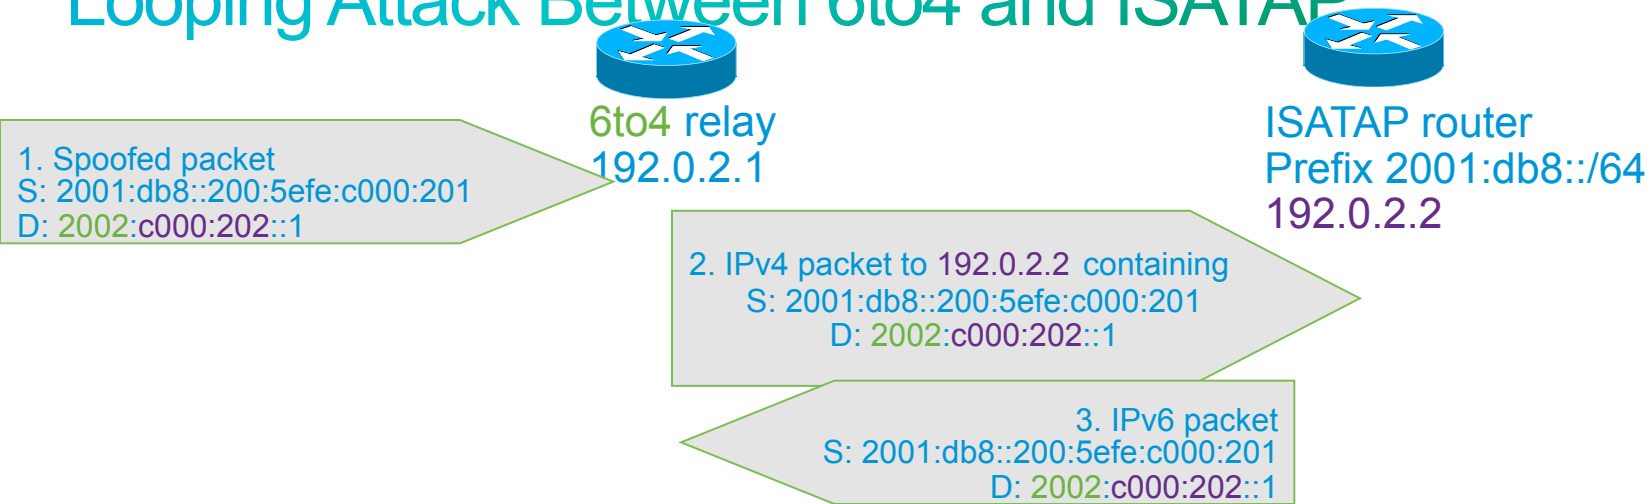 Looping Attack Between 6to4 and ISATAP
6to4 relay
192.0.2.1
ISATAP router
Prefix 2001:db8::/64
192.0.2.2
1. Spoofed packet
S: 2001:db8::200:5efe:c000:201
D: 2002:c000:202::1
2. IPv4 packet to 192.0.2.2 containing
S: 2001:db8::200:5efe:c000:201
D: 2002:c000:202::1
3. IPv6 packet
S: 2001:db8::200:5efe:c000:201
D: 2002:c000:202::1